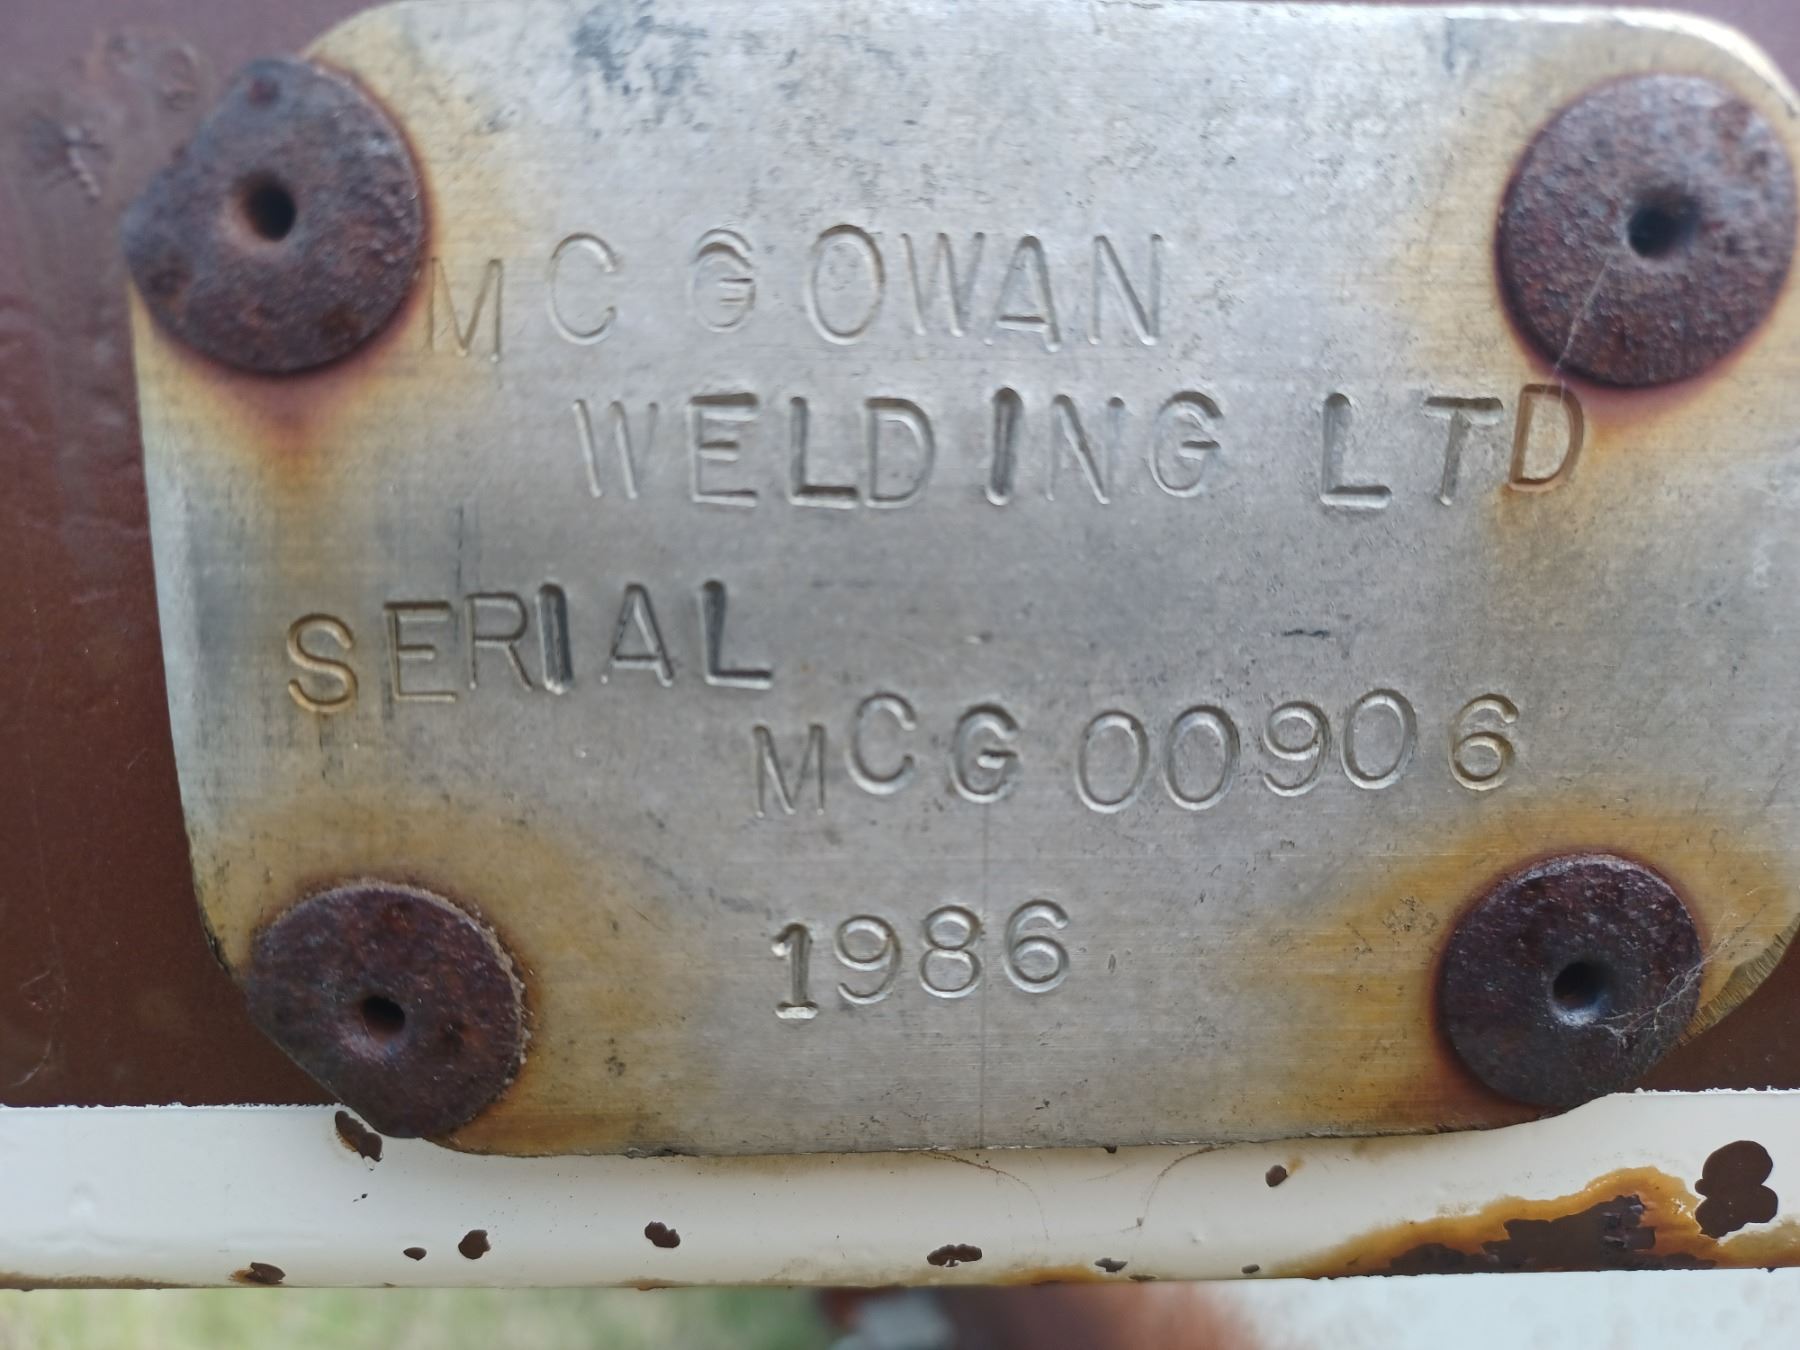 MC GOWAN
WELDING LTD
SERIAL
MCG 00906
1986